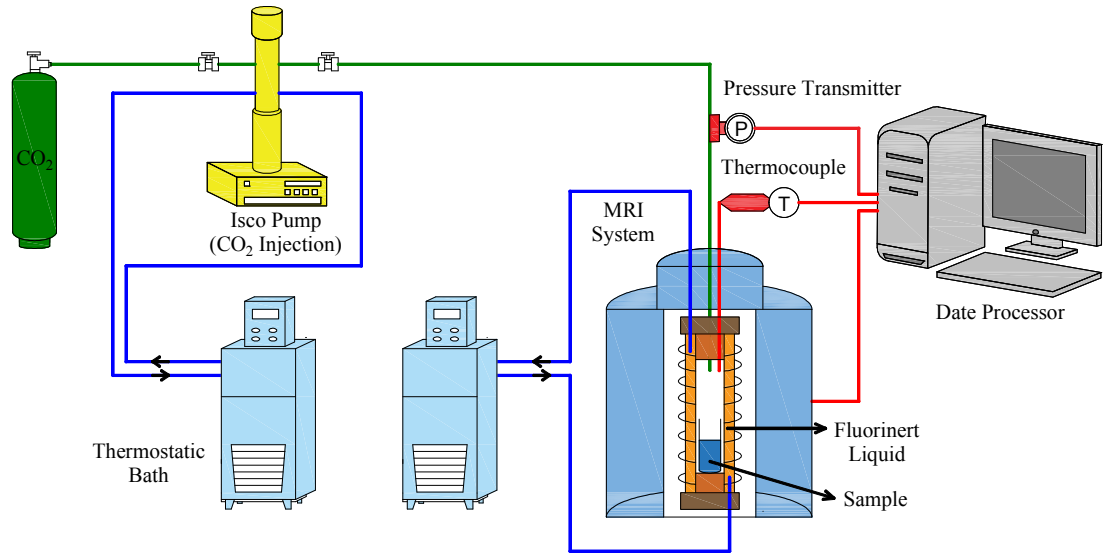 CO₂
Isco Pump
(CO₂ Injection)
Pressure Transmitter
P
Thermocouple
T
MRI
System
Date Processor
Thermostatic
Bath
Fluorinert
Liquid
Sample